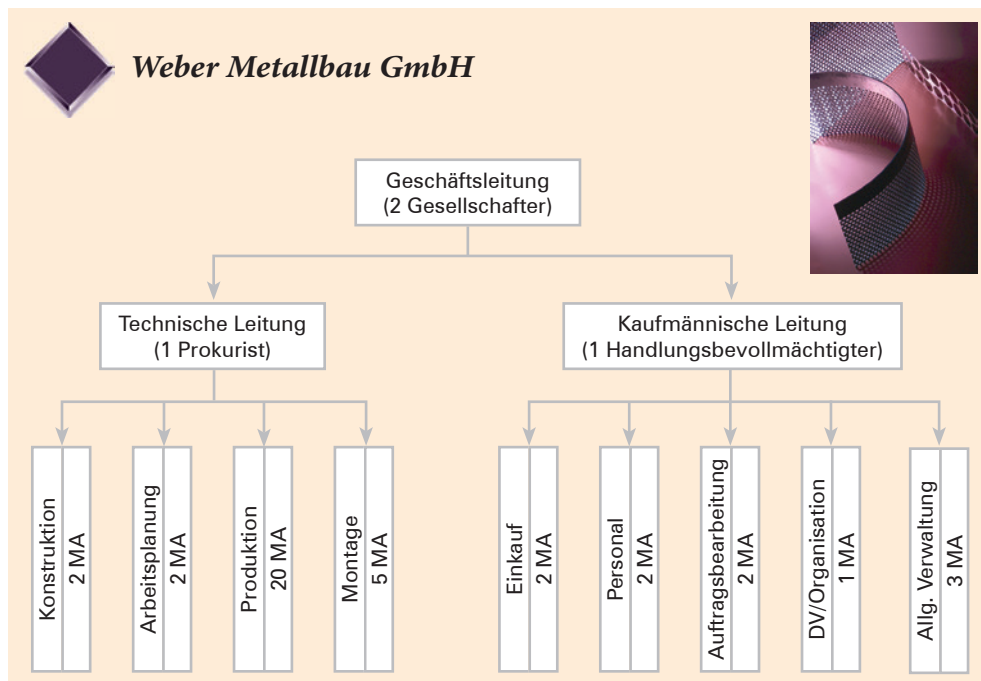 Weber Metallbau GmbH
Geschäftsleitung
(2 Gesellschafter)
Technische Leitung
(1 Prokurist)
Kaufmännische Leitung
(1 Handlungsbevollmächtigter)
Konstruktion
2 MA
Arbeitsplanung
2 MA
Produktion
20 MA
Montage
5 MA
Einkauf
2 MA
Personal
2 MA
Auftragsbearbeitung
2 MA
DV/Organisation
1 MA
Allg. Verwaltung
3 MA